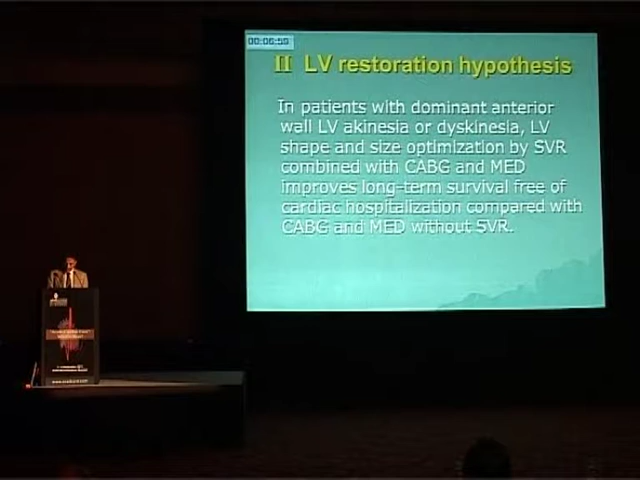 00:06:59
II LV restoration hypothesis
In patients with dominant anterior
wall LV akinesia or dyskinesia, LV
shape and size optimization by SVR
combined with CABG and MED
improves long-term survival free of
cardiac hospitalization compared with
CABG and MED without SVR.